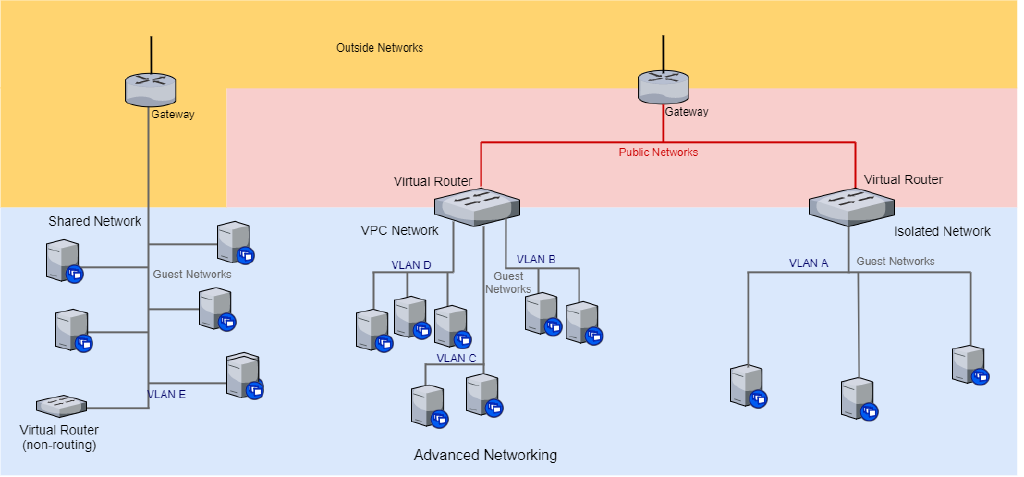 Outside Networks
Gateway
Gateway
Public Networks
Virtual Router
Virtual Router
Shared Network
VPC Network
Isolated Network
Guest Networks
VLAN D
Guest
Networks
VLAN B
VLAN A
Guest Networks
VLAN C
VLAN E
Virtual Router
(non-routing)
Advanced Networking